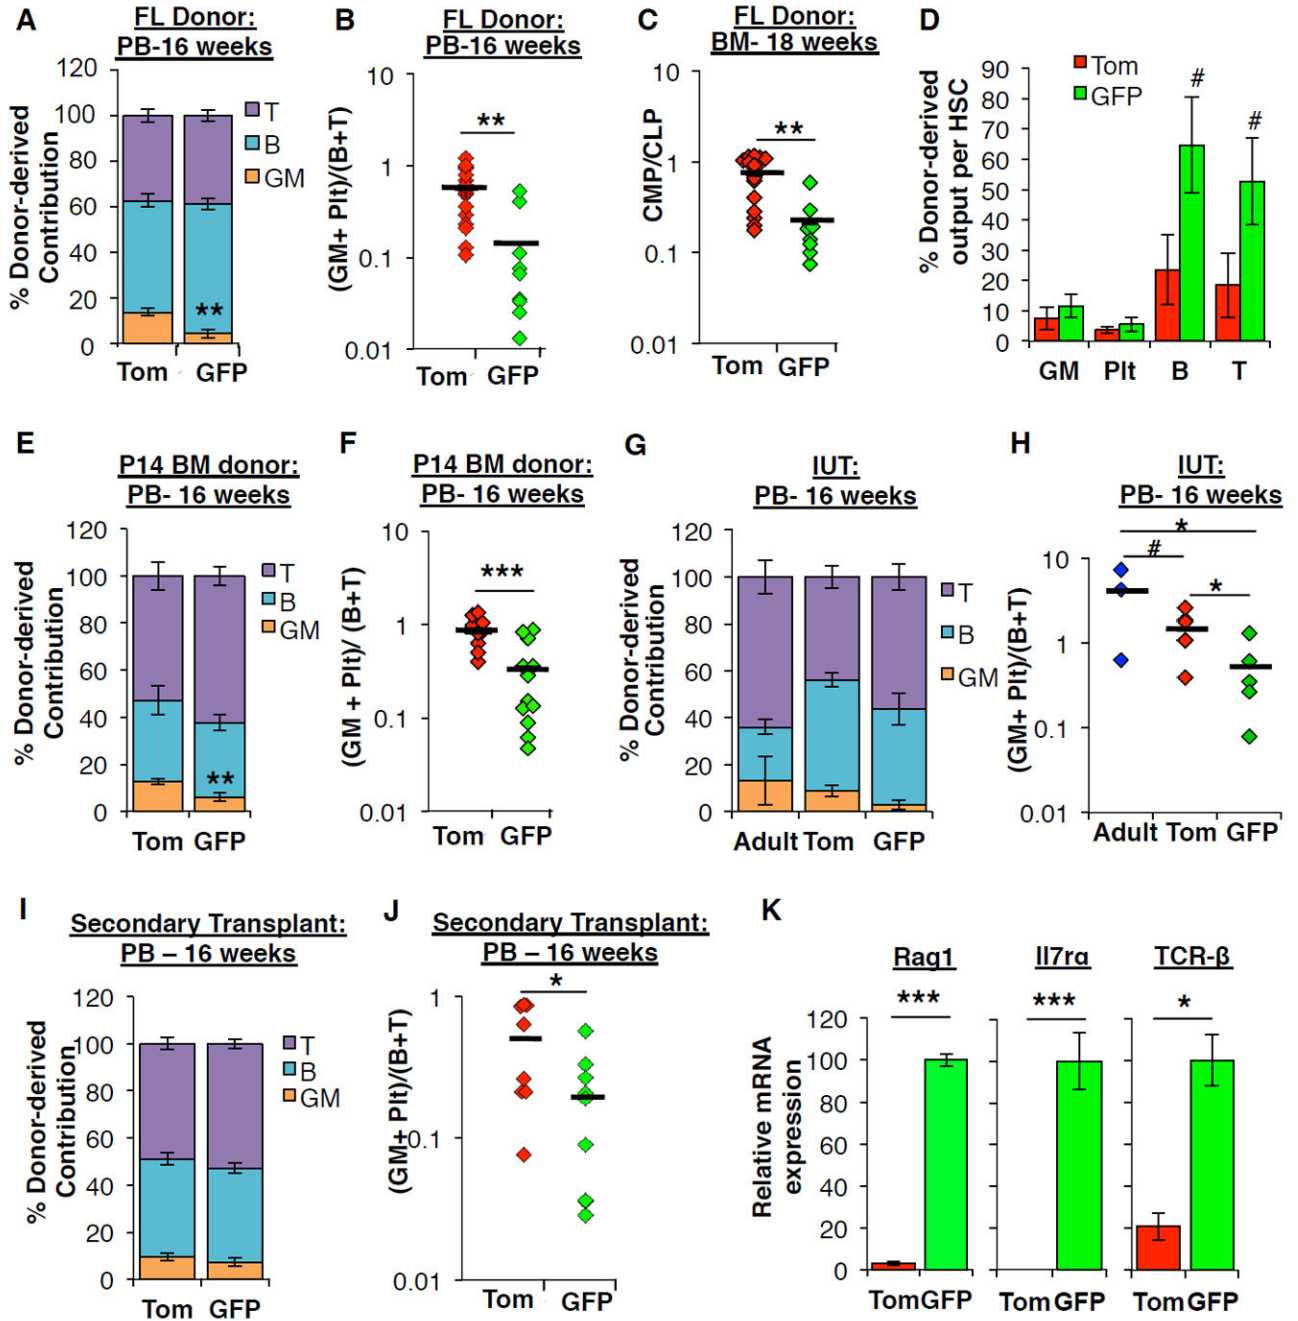 A
FL Donor:
PB-16 weeks
% Donor-derived
Contribution
120
100
80
60
40
20
0
T
B
GM
**
Tom
GFP
B
FL Donor:
PB-16 weeks
(GM+ Plt)/(B+T)
10
1
0.1
0.01
**
Tom
GFP
C
FL Donor:
BM- 18 weeks
CMP/CLP
10
1
0.1
0.01
**
Tom
GFP
D
% Donor-derived
output per HSC
90
80
70
60
50
40
30
20
10
0
Tom
GFP
#
#
GM
Plt
B
T
E
P14 BM donor:
PB- 16 weeks
% Donor-derived
Contribution
120
100
80
60
40
20
0
T
B
GM
**
Tom
GFP
F
P14 BM donor:
PB- 16 weeks
(GM + Plt)/ (B+T)
10
1
0.1
0.01
***
Tom
GFP
G
IUT:
PB- 16 weeks
% Donor-derived
Contribution
120
100
80
60
40
20
0
T
B
GM
Adult
Tom
GFP
H
IUT:
PB- 16 weeks
(GM+ Plt)/(B+T)
10
1
0.1
0.01
*
#
*
Adult
Tom
GFP
I
Secondary Transplant:
PB – 16 weeks
% Donor-derived
Contribution
120
100
80
60
40
20
0
T
B
GM
Tom
GFP
J
Secondary Transplant:
PB – 16 weeks
(GM+ Plt)/(B+T)
1
0.1
0.01
*
Tom
GFP
K
Relative mRNA
expression
120
100
80
60
40
20
0
Rag1
***
Tom
GFP
Il7rα
***
Tom
GFP
TCR-β
*
Tom
GFP